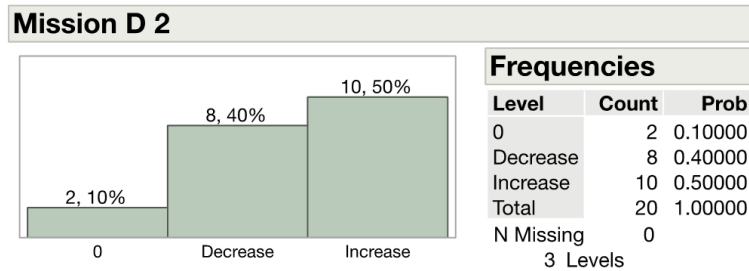 Mission D 2
10, 50%
8, 40%
2, 10%
0 Decrease Increase
Frequencies
Level Count Prob
0 2 0.10000
Decrease 8 0.40000
Increase 10 0.50000
Total 20 1.00000
N Missing 0
3 Levels